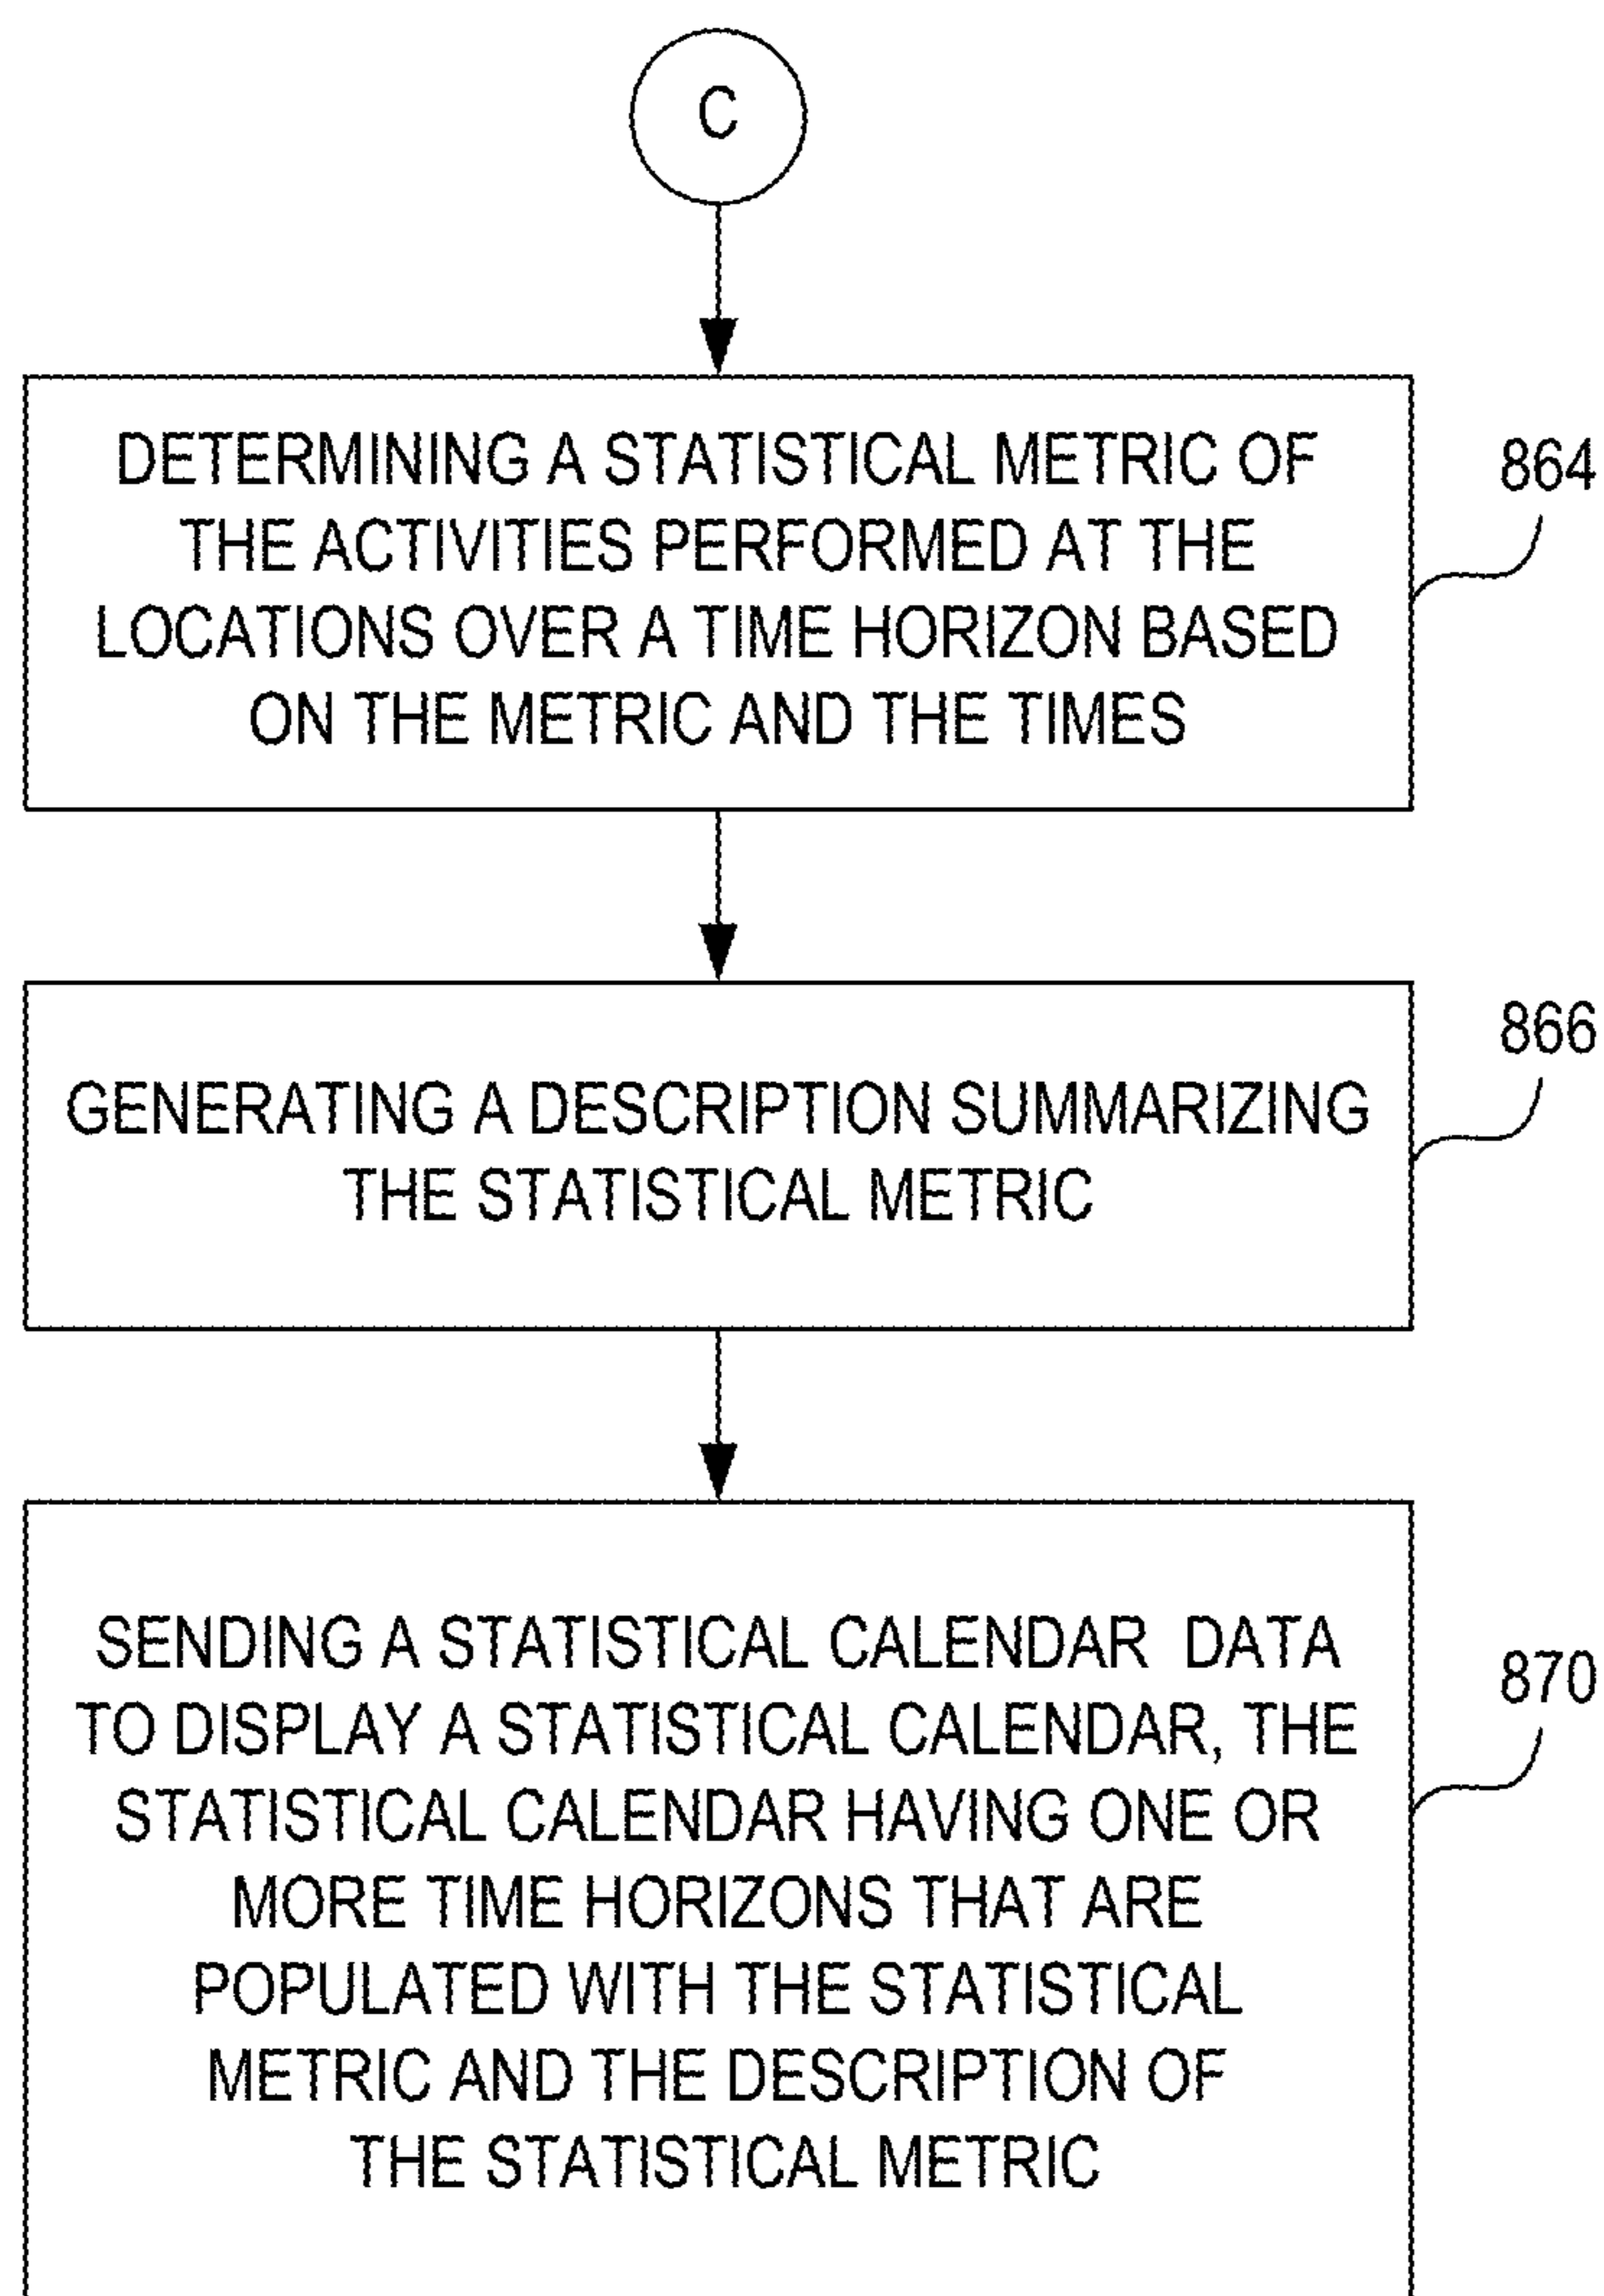 C
DETERMINING A STATISTICAL METRIC OF
THE ACTIVITIES PERFORMED AT THE
LOCATIONS OVER A TIME HORIZON BASED
ON THE METRIC AND THE TIMES
864
GENERATING A DESCRIPTION SUMMARIZING
THE STATISTICAL METRIC
866
SENDING A STATISTICAL CALENDAR DATA
TO DISPLAY A STATISTICAL CALENDAR, THE
STATISTICAL CALENDAR HAVING ONE OR
MORE TIME HORIZONS THAT ARE
POPULATED WITH THE STATISTICAL
METRIC AND THE DESCRIPTION OF
THE STATISTICAL METRIC
870